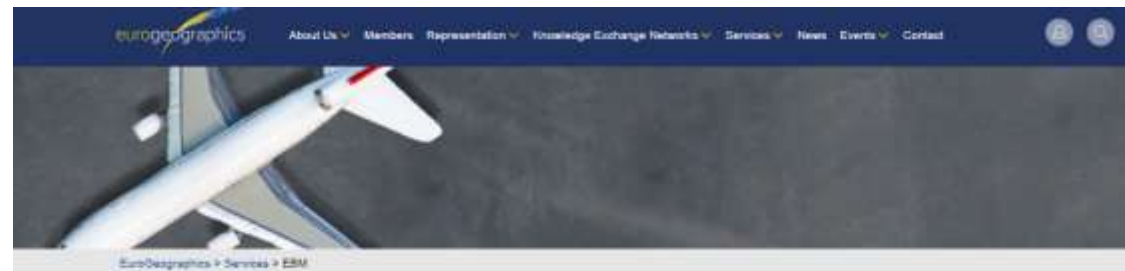 eurogeographics
About Us Members Representation Knowledge Exchange Networks Services News Events Contact
EuroGeographics > Services > EBM